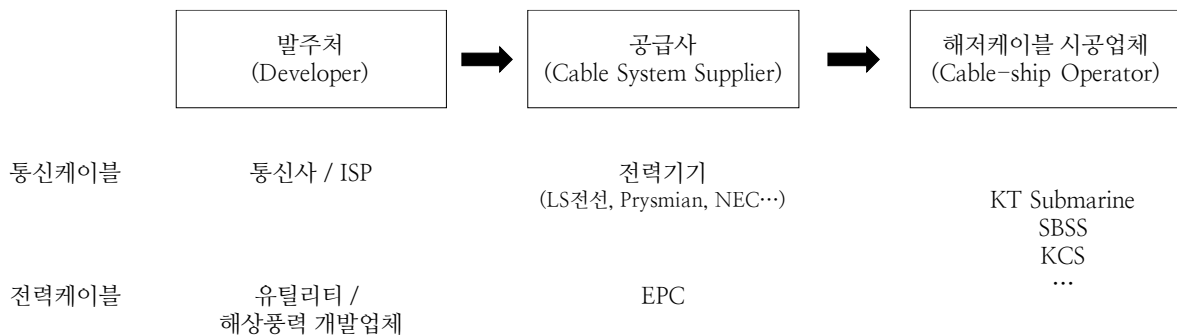 발주처
(Developer)
공급사
(Cable System Supplier)
해저케이블 시공업체
(Cable-ship Operator)
통신케이블
통신사 / ISP
전력기기
(LS전선, Prysmian, NEC…)
KT Submarine
SBSS
KCS
…
전력케이블
유틸리티 /
해상풍력 개발업체
EPC